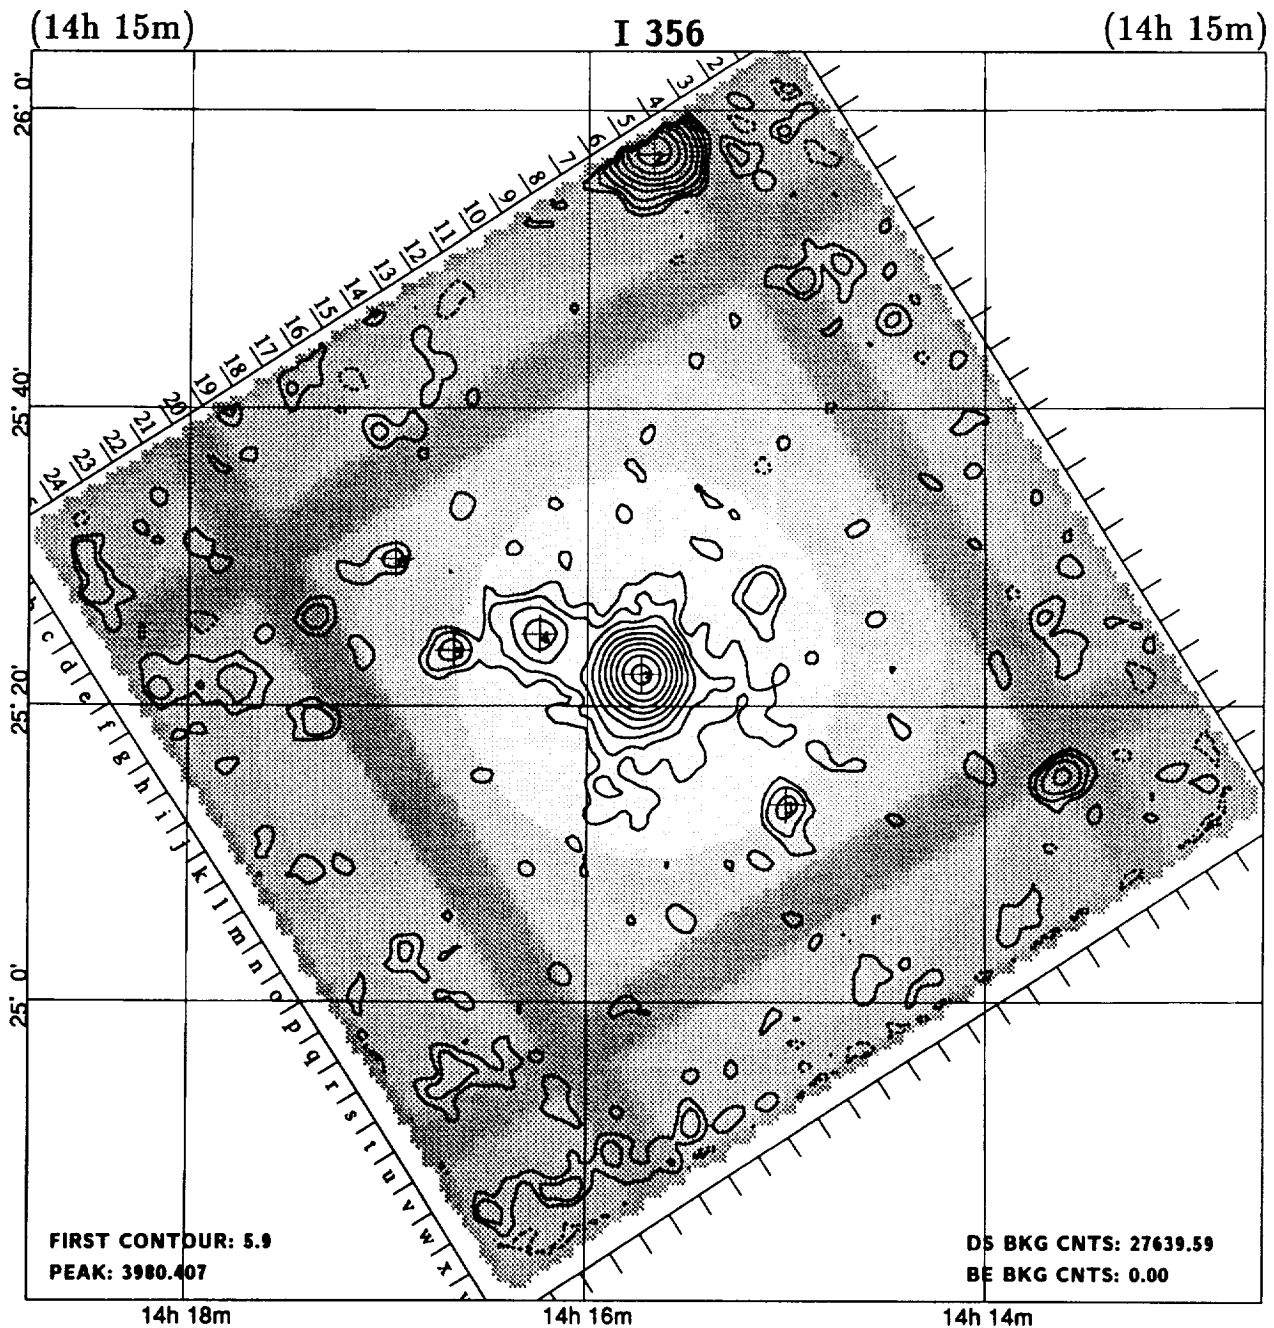 (14h 15m)
I 356
(14h 15m)
26° 0'
25° 40'
25° 20'
25° 0'
2
3
4
5
6
7
8
9
10
11
12
13
14
15
16
17
18
19
20
21
22
23
24
b
c
d
e
f
g
h
i
j
k
l
m
n
o
p
q
r
s
t
u
v
w
x
FIRST CONTOUR: 5.9
PEAK: 3980.407
DS BKG CNTS: 27639.59
BE BKG CNTS: 0.00
14h 18m
14h 16m
14h 14m